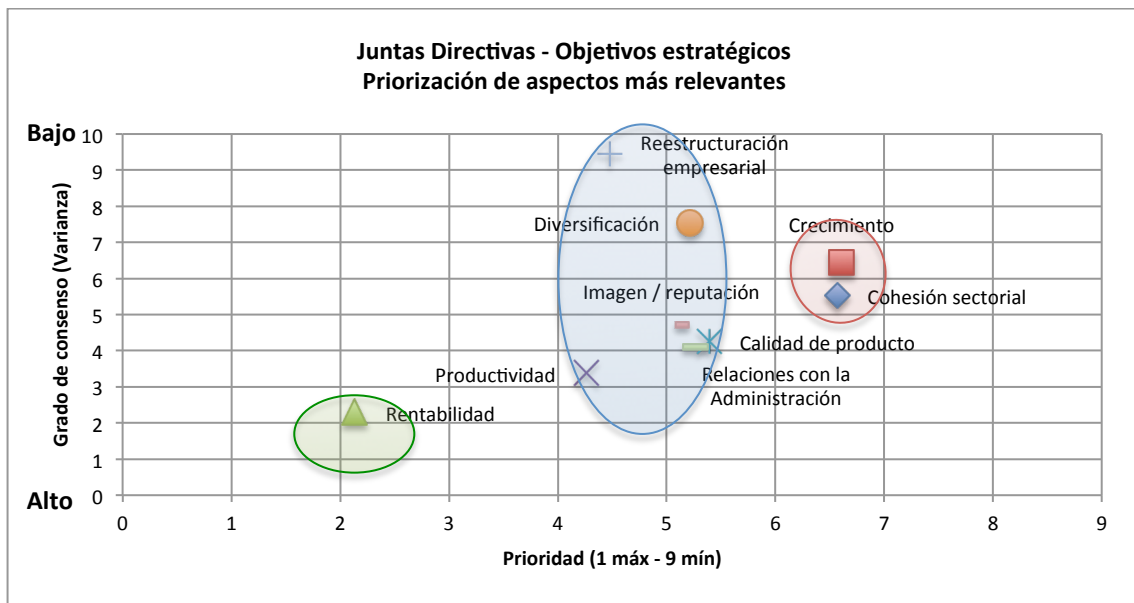 Juntas Directivas - Objetivos estratégicos
Priorización de aspectos más relevantes
Bajo
Grado de consenso (Varianza)
10
9
8
7
6
5
4
3
2
1
0
Alto
Reestructuración
empresarial
Diversificación
Crecimiento
Imagen / reputación
Cohesión sectorial
Calidad de producto
Productividad
Relaciones con la
Administración
Rentabilidad
0 1 2 3 4 5 6 7 8 9
Prioridad (1 máx - 9 mín)